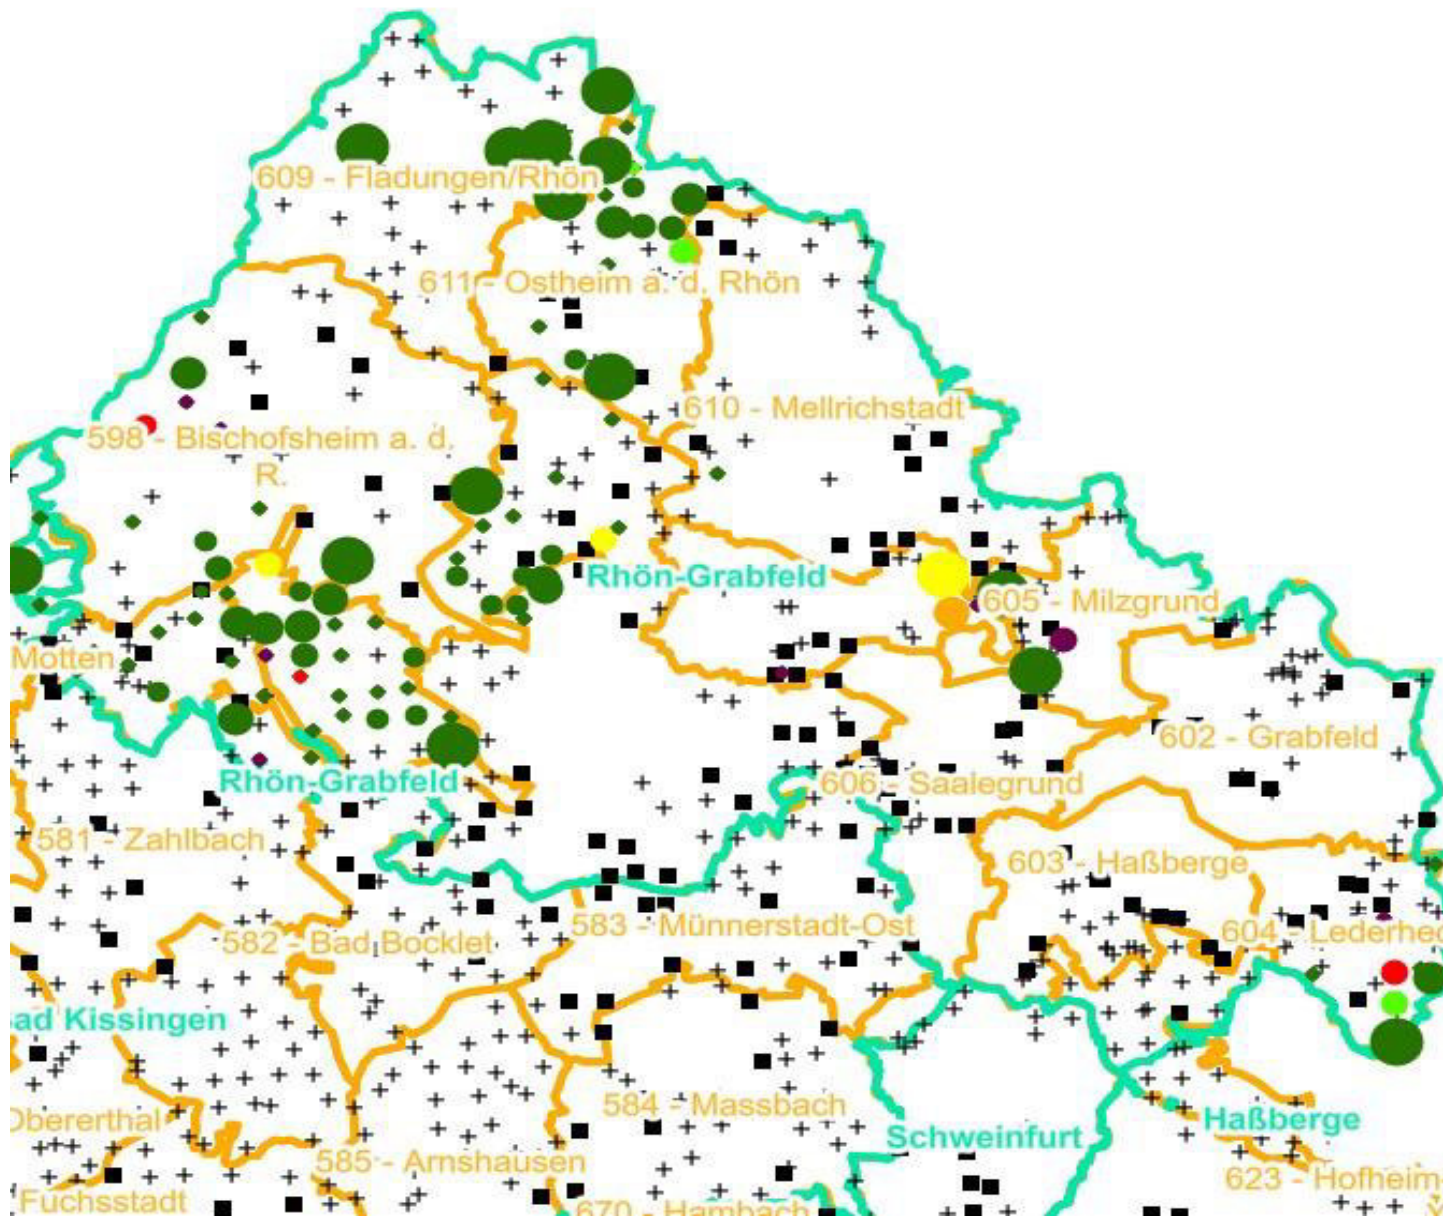 609 - Fladungen/Rhön
611 - Ostheim a. d. Rhön
610 - Mellrichstadt
598 - Bischofsheim a. d.
R.
Rhön-Grabfeld
605 - Milzgrund
Motten
602 - Grabfeld
Rhön-Grabfeld
606 - Saalegrund
581 - Zahlbach
603 - Haßberge
582 - Bad Bocklet
583 - Münnerstadt-Ost
604 - Lederhec
ad Kissingen
584 - Massbach
Obererthal
Haßberge
Schweinfurt
585 - Arnshausen
623 - Hofheim
Fuchsstadt
670 - Hambach